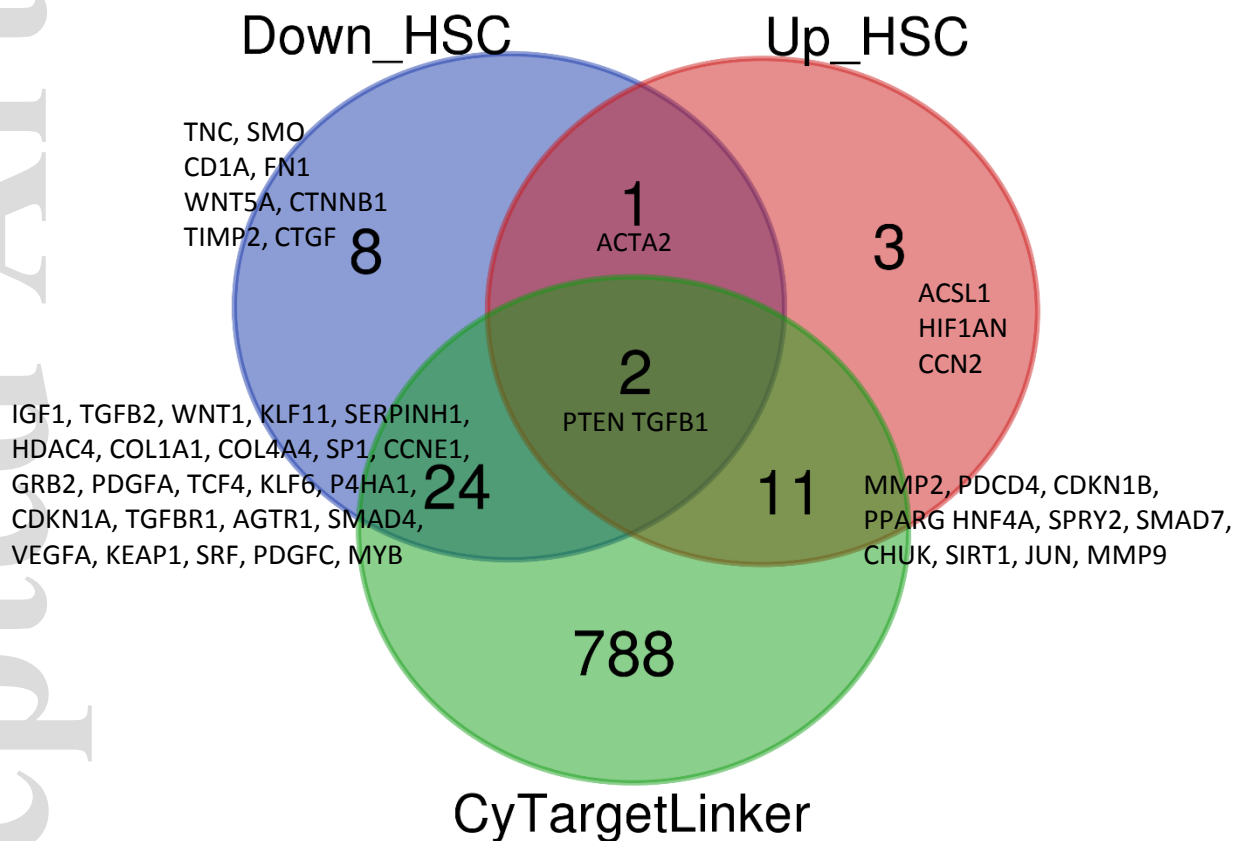 Down_HSC
Up_HSC
TNC, SMO
CD1A, FN1
WNT5A, CTNNB1
TIMP2, CTGF
8
1
ACTA2
3
ACSL1
HIF1AN
CCN2
2
PTEN TGFB1
IGF1, TGFB2, WNT1, KLF11, SERPINH1,
HDAC4, COL1A1, COL4A4, SP1, CCNE1,
GRB2, PDGFA, TCF4, KLF6, P4HA1,
CDKN1A, TGFBR1, AGTR1, SMAD4,
VEGFA, KEAP1, SRF, PDGFC, MYB
24
11
MMP2, PDCD4, CDKN1B,
PPARG HNF4A, SPRY2, SMAD7,
CHUK, SIRT1, JUN, MMP9
788
CyTargetLinker